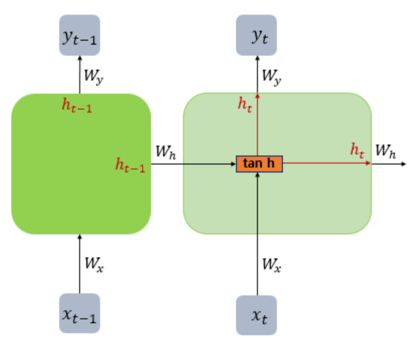 y_{t-1} y_t
W_y W_y
h_{t-1} h_t
h_{t-1} W_h tan h h_t W_h
W_x W_x
x_{t-1} x_t